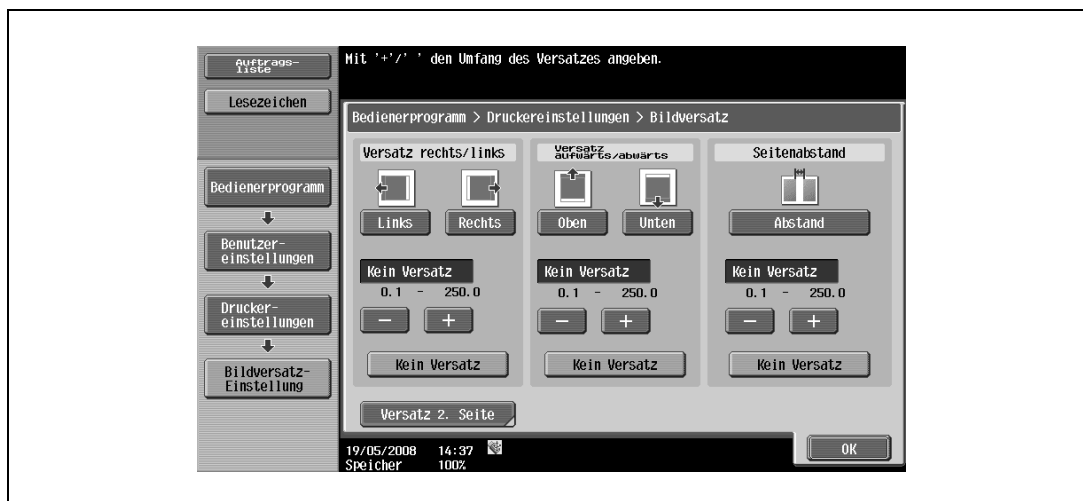 Auftrags-
liste
Lesezeichen
Bedienerprogramm
Benutzer-
einstellungen
Drucker-
einstellungen
Bildversatz-
Einstellung
Mit '+'/' ' den Umfang des Versatzes angeben.
Bedienerprogramm > Druckereinstellungen > Bildversatz
Versatz rechts/links
Links Rechts
Kein Versatz
0.1 - 250.0
- +
Kein Versatz
Versatz
aufwärts/abwärts
Oben Unten
Kein Versatz
0.1 - 250.0
- +
Kein Versatz
Seitenabstand
Abstand
Kein Versatz
0.1 - 250.0
- +
Kein Versatz
Versatz 2. Seite
19/05/2008 14:37
Speicher 100%
OK